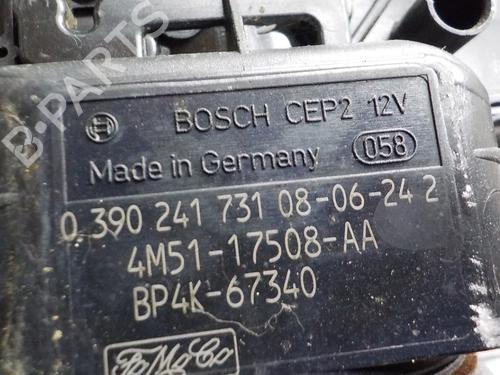 B-PARTS
BOSCH CEP2 12V
Made in Germany 058
0 390 241 731 08-06-24 2
4M51-17508-AA
BP4K-67340
FoMoCo